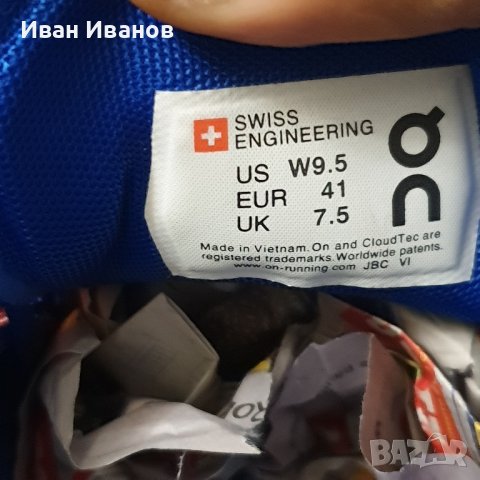 Иван Иванов
SWISS
ENGINEERING
US W9.5
EUR 41
UK 7.5
Made in Vietnam. On and CloudTec are
registered trademarks. Worldwide patents.
www.on-running.com JBC VI
BAZAR